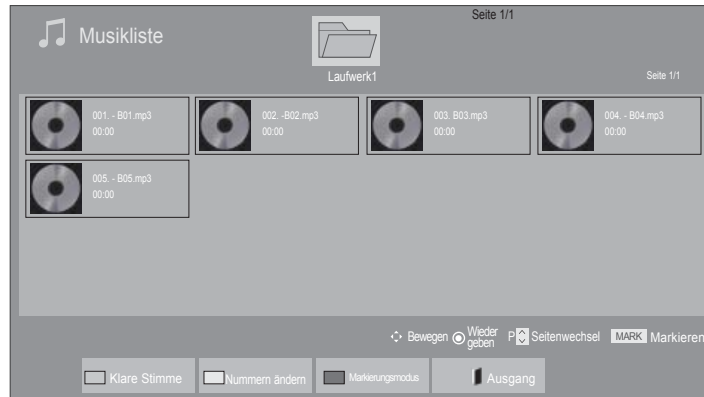 Seite 1/1
Musikliste
Laufwerk1
Seite 1/1
001. - B01.mp3
00:00
002. -B02.mp3
00:00
003. B03.mp3
00:00
004. - B04.mp3
00:00
005. - B05.mp3
00:00
Bewegen
Wieder
geben
P
Seitenwechsel
MARK
Markieren
Klare Stimme
Nummern ändern
Markierungsmodus
Ausgang